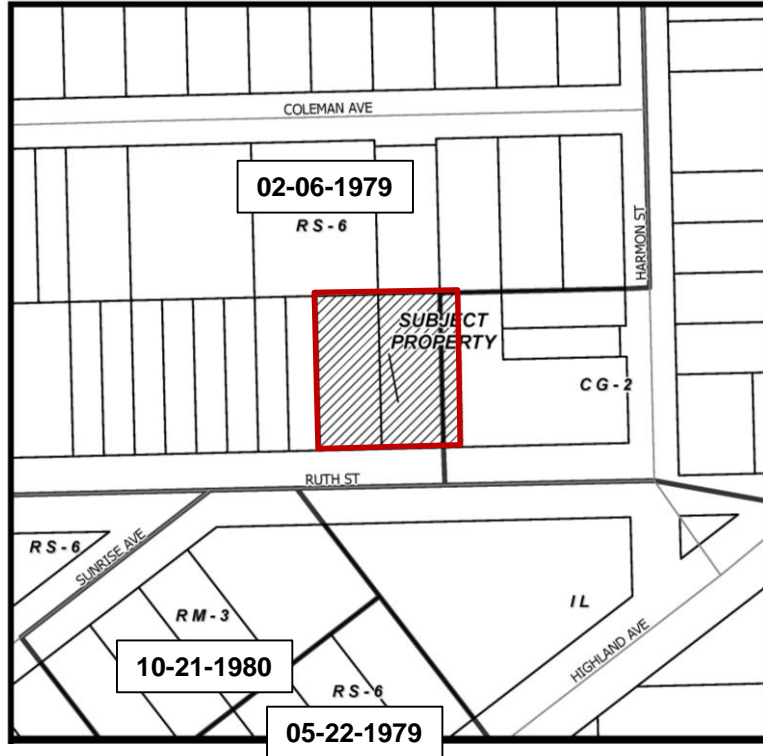 COLEMAN AVE
02-06-1979
RS-6
HARMON ST
SUBJECT
PROPERTY
CG-2
RUTH ST
RS-6
SUNRISE AVE
RM-3
IL
10-21-1980
HIGHLAND AVE
RS-6
05-22-1979